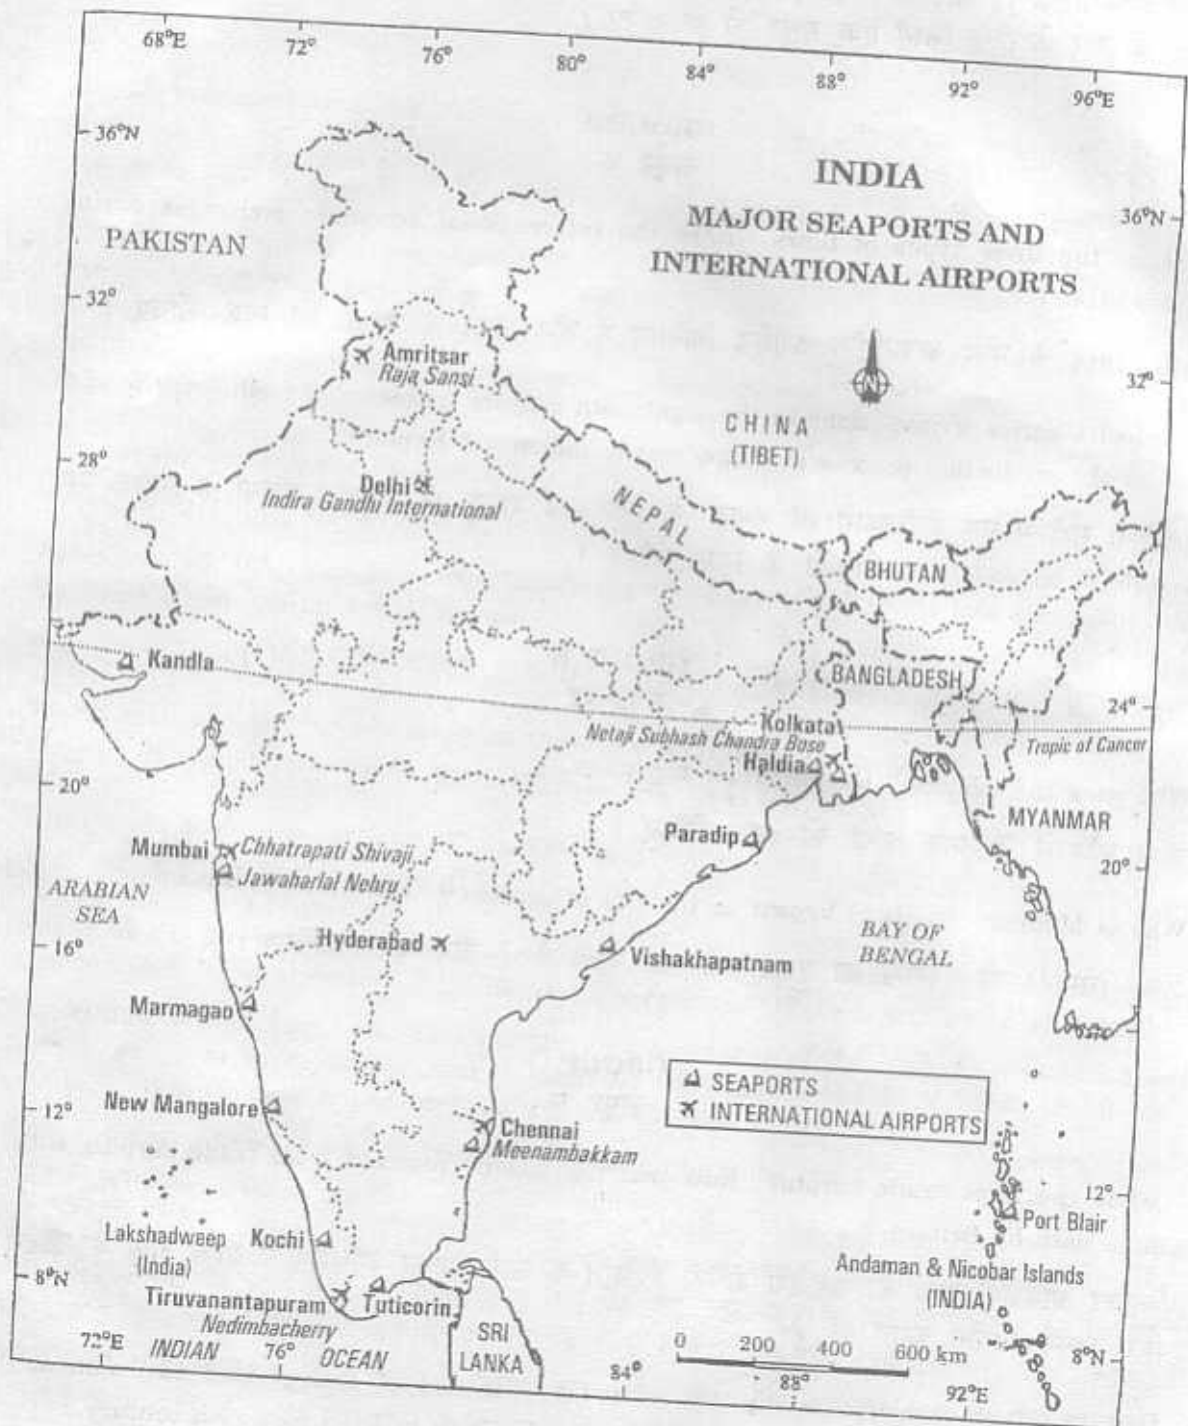 68°E
72°
76°
80°
84°
88°
92°
96°E
36°N
INDIA
MAJOR SEAPORTS AND
INTERNATIONAL AIRPORTS
36°N
PAKISTAN
32°
Amritsar
Raja Sansi
N
32°
CHINA
(TIBET)
28°
Delhi
Indira Gandhi International
NEPAL
BHUTAN
Kandla
BANGLADESH
24°
Kolkata
Netaji Subhash Chandra Bose
Tropic of Cancer
Haldia
20°
MYANMAR
Paradip
Mumbai
Chhatrapati Shivaji
Jawaharlal Nehru
20°
ARABIAN
SEA
BAY OF
BENGAL
16°
Hyderabad
Vishakhapatnam
Marmagao
SEAPORTS
INTERNATIONAL AIRPORTS
12°
New Mangalore
Chennai
Meenambakkam
12°
Port Blair
Lakshadweep
(India)
Kochi
Andaman & Nicobar Islands
(INDIA)
8°N
Tiruvanantapuram
Nedimbacherry
Tuticorin
SRI
LANKA
0 200 400 600 km
8°N
72°E
INDIAN
76°
OCEAN
84°
88°
92°E